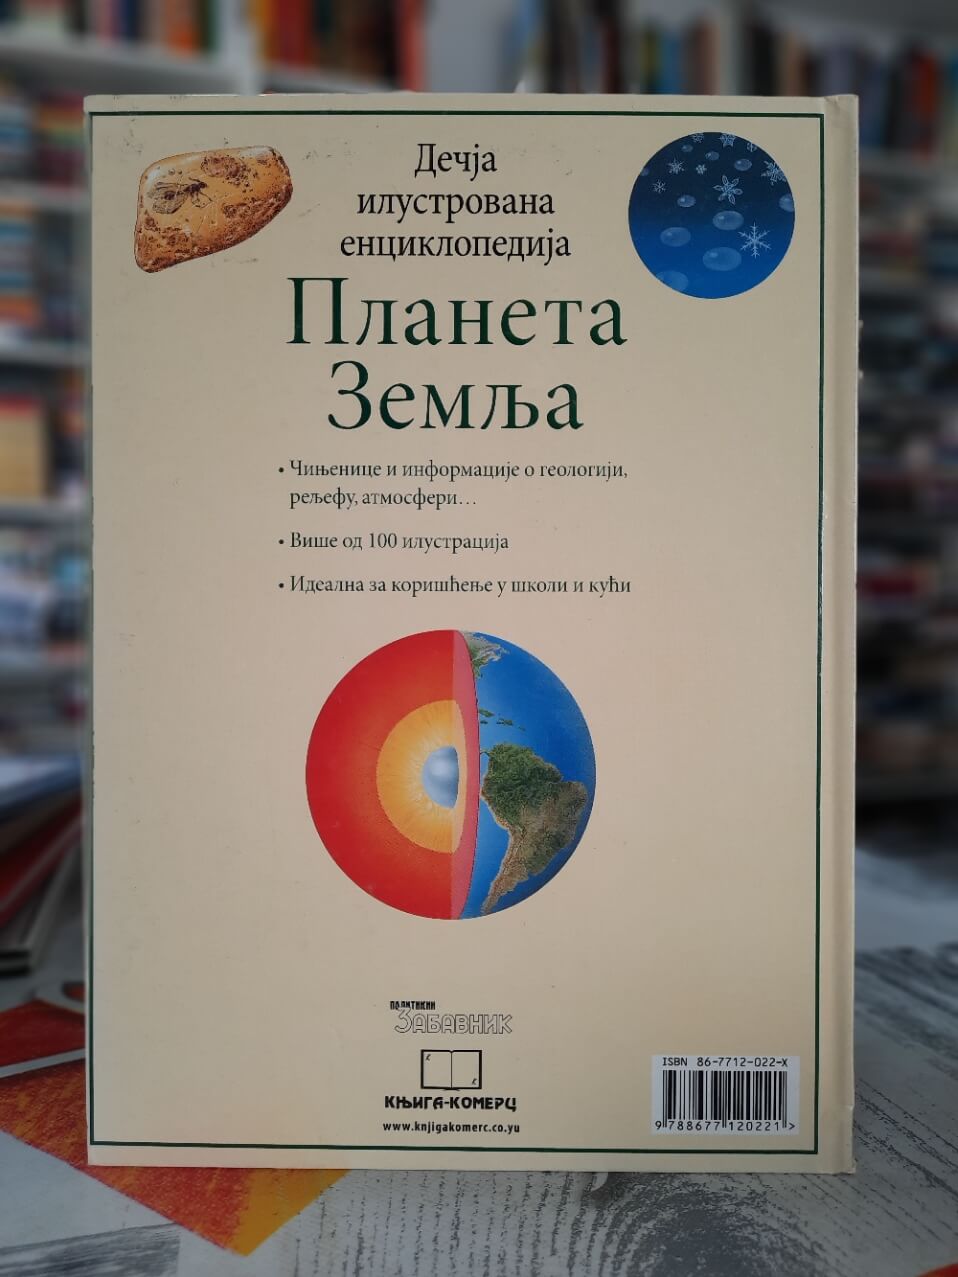 Дечја
илустрована
енциклопедија
Планета
Земља
• Чињенице и информације о геологији,
рељефу, атмосфери...
• Више од 100 илустрација
• Идеална за коришћење у школи и кући
ПОЛИТИКИН
ЗАБАВНИК
К К
КЊИГА-КОМЕРЦ
www.knjigakomerc.co.yu
ISBN 86-7712-022-X
9 788677 120221 >